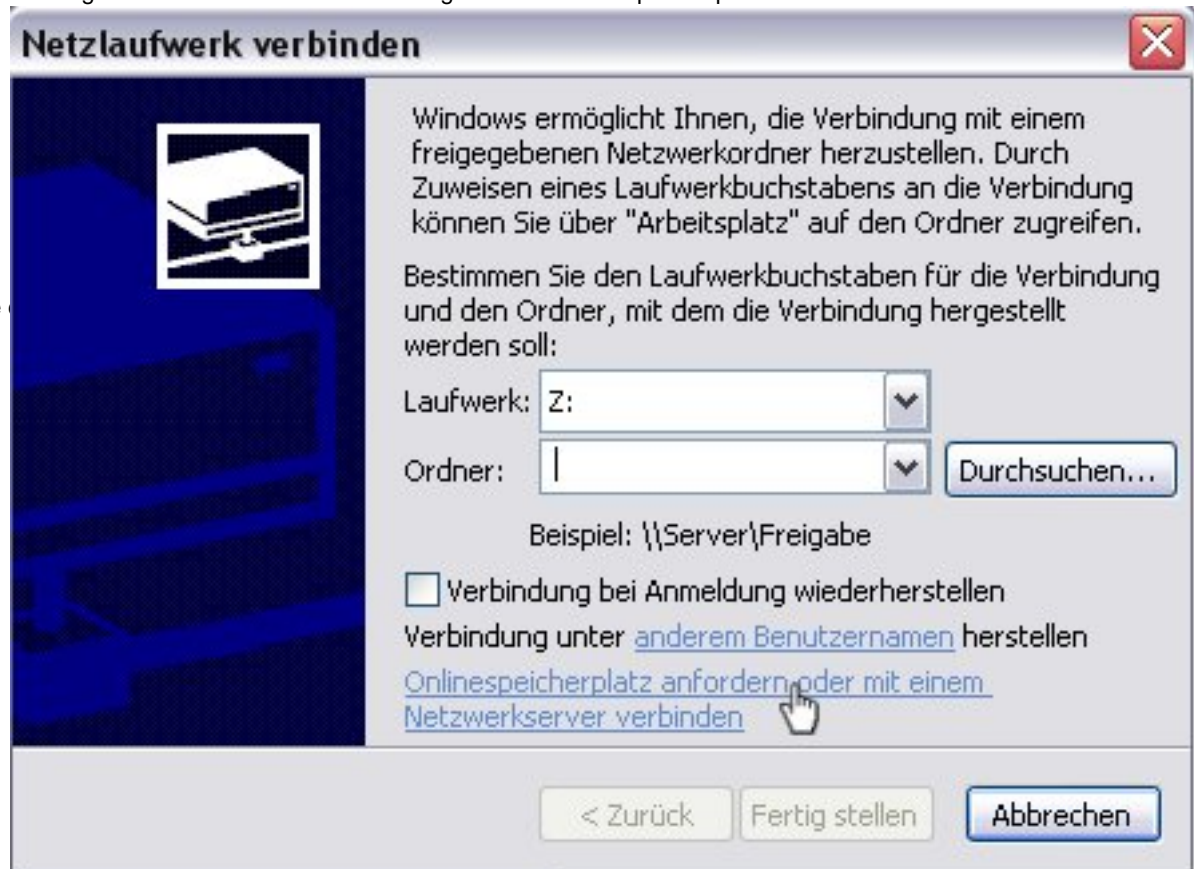 Netzlaufwerk verbinden
Windows ermöglicht Ihnen, die Verbindung mit einem
freigegebenen Netzwerkordner herzustellen. Durch
Zuweisen eines Laufwerkbuchstabens an die Verbindung
können Sie über "Arbeitsplatz" auf den Ordner zugreifen.
Bestimmen Sie den Laufwerkbuchstaben für die Verbindung
und den Ordner, mit dem die Verbindung hergestellt
werden soll:
Laufwerk: Z:
Ordner: Durchsuchen...
Beispiel: \\Server\Freigabe
Verbindung bei Anmeldung wiederherstellen
Verbindung unter anderem Benutzernamen herstellen
Onlinespeicherplatz anfordern oder mit einem
Netzwerkserver verbinden
< Zurück Fertig stellen Abbrechen